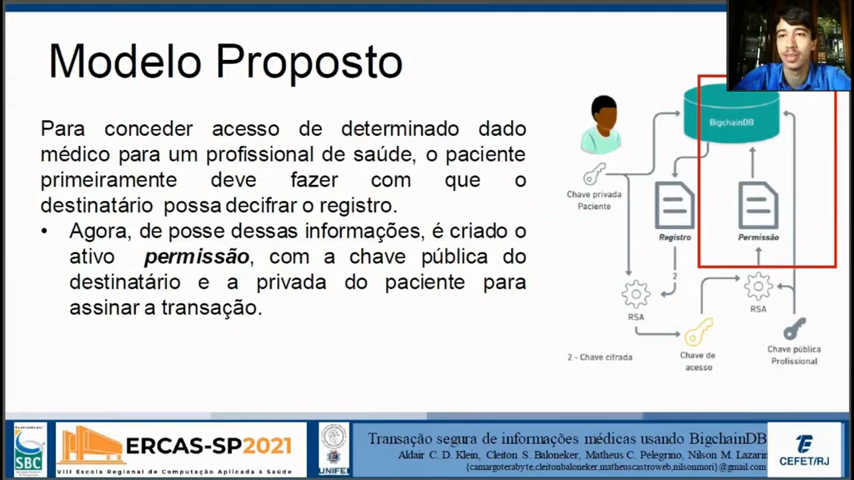 Modelo Proposto
Para conceder acesso de determinado dado
médico para um profissional de saúde, o paciente
primeiramente deve fazer com que o
destinatário possa decifrar o registro.
• Agora, de posse dessas informações, é criado o
ativo permissão, com a chave pública do
destinatário e a privada do paciente para
assinar a transação.
BigchainDB
Chave privada
Paciente
Registro
Permissão
2
RSA
RSA
2 - Chave cifrada
Chave de
acesso
Chave pública
Profissional
SBC
ERCAS-SP2021
VIII Escola Regional de Computação Aplicada à Saúde
UNIFEI
Transação segura de informações médicas usando BigchainDB
Aldair C. D. Klein, Cleiton S. Baloneker, Matheus C. Pelegrino, Nilson M. Lazarin
{camargoterabyte,cleitonbaloneker,matheuscastroweb,nilsonmori}@gmail.com
CEFET/RJ